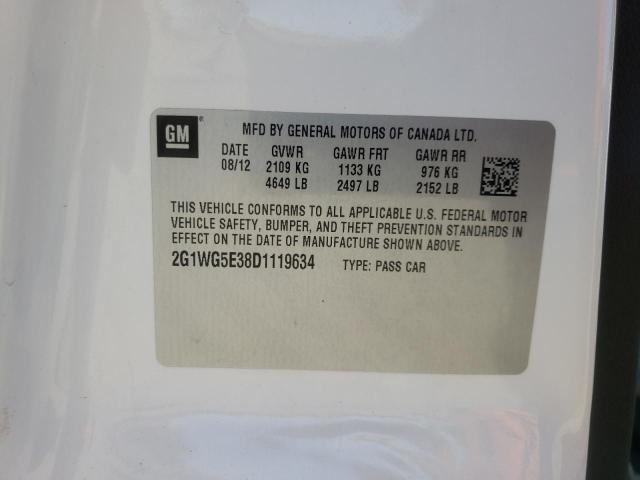 GM®
MFD BY GENERAL MOTORS OF CANADA LTD.
DATE GVWR GAWR FRT GAWR RR
08/12 2109 KG 1133 KG 976 KG
4649 LB 2497 LB 2152 LB
THIS VEHICLE CONFORMS TO ALL APPLICABLE U.S. FEDERAL MOTOR
VEHICLE SAFETY, BUMPER, AND THEFT PREVENTION STANDARDS IN
EFFECT ON THE DATE OF MANUFACTURE SHOWN ABOVE.
2G1WG5E38D1119634 TYPE: PASS CAR